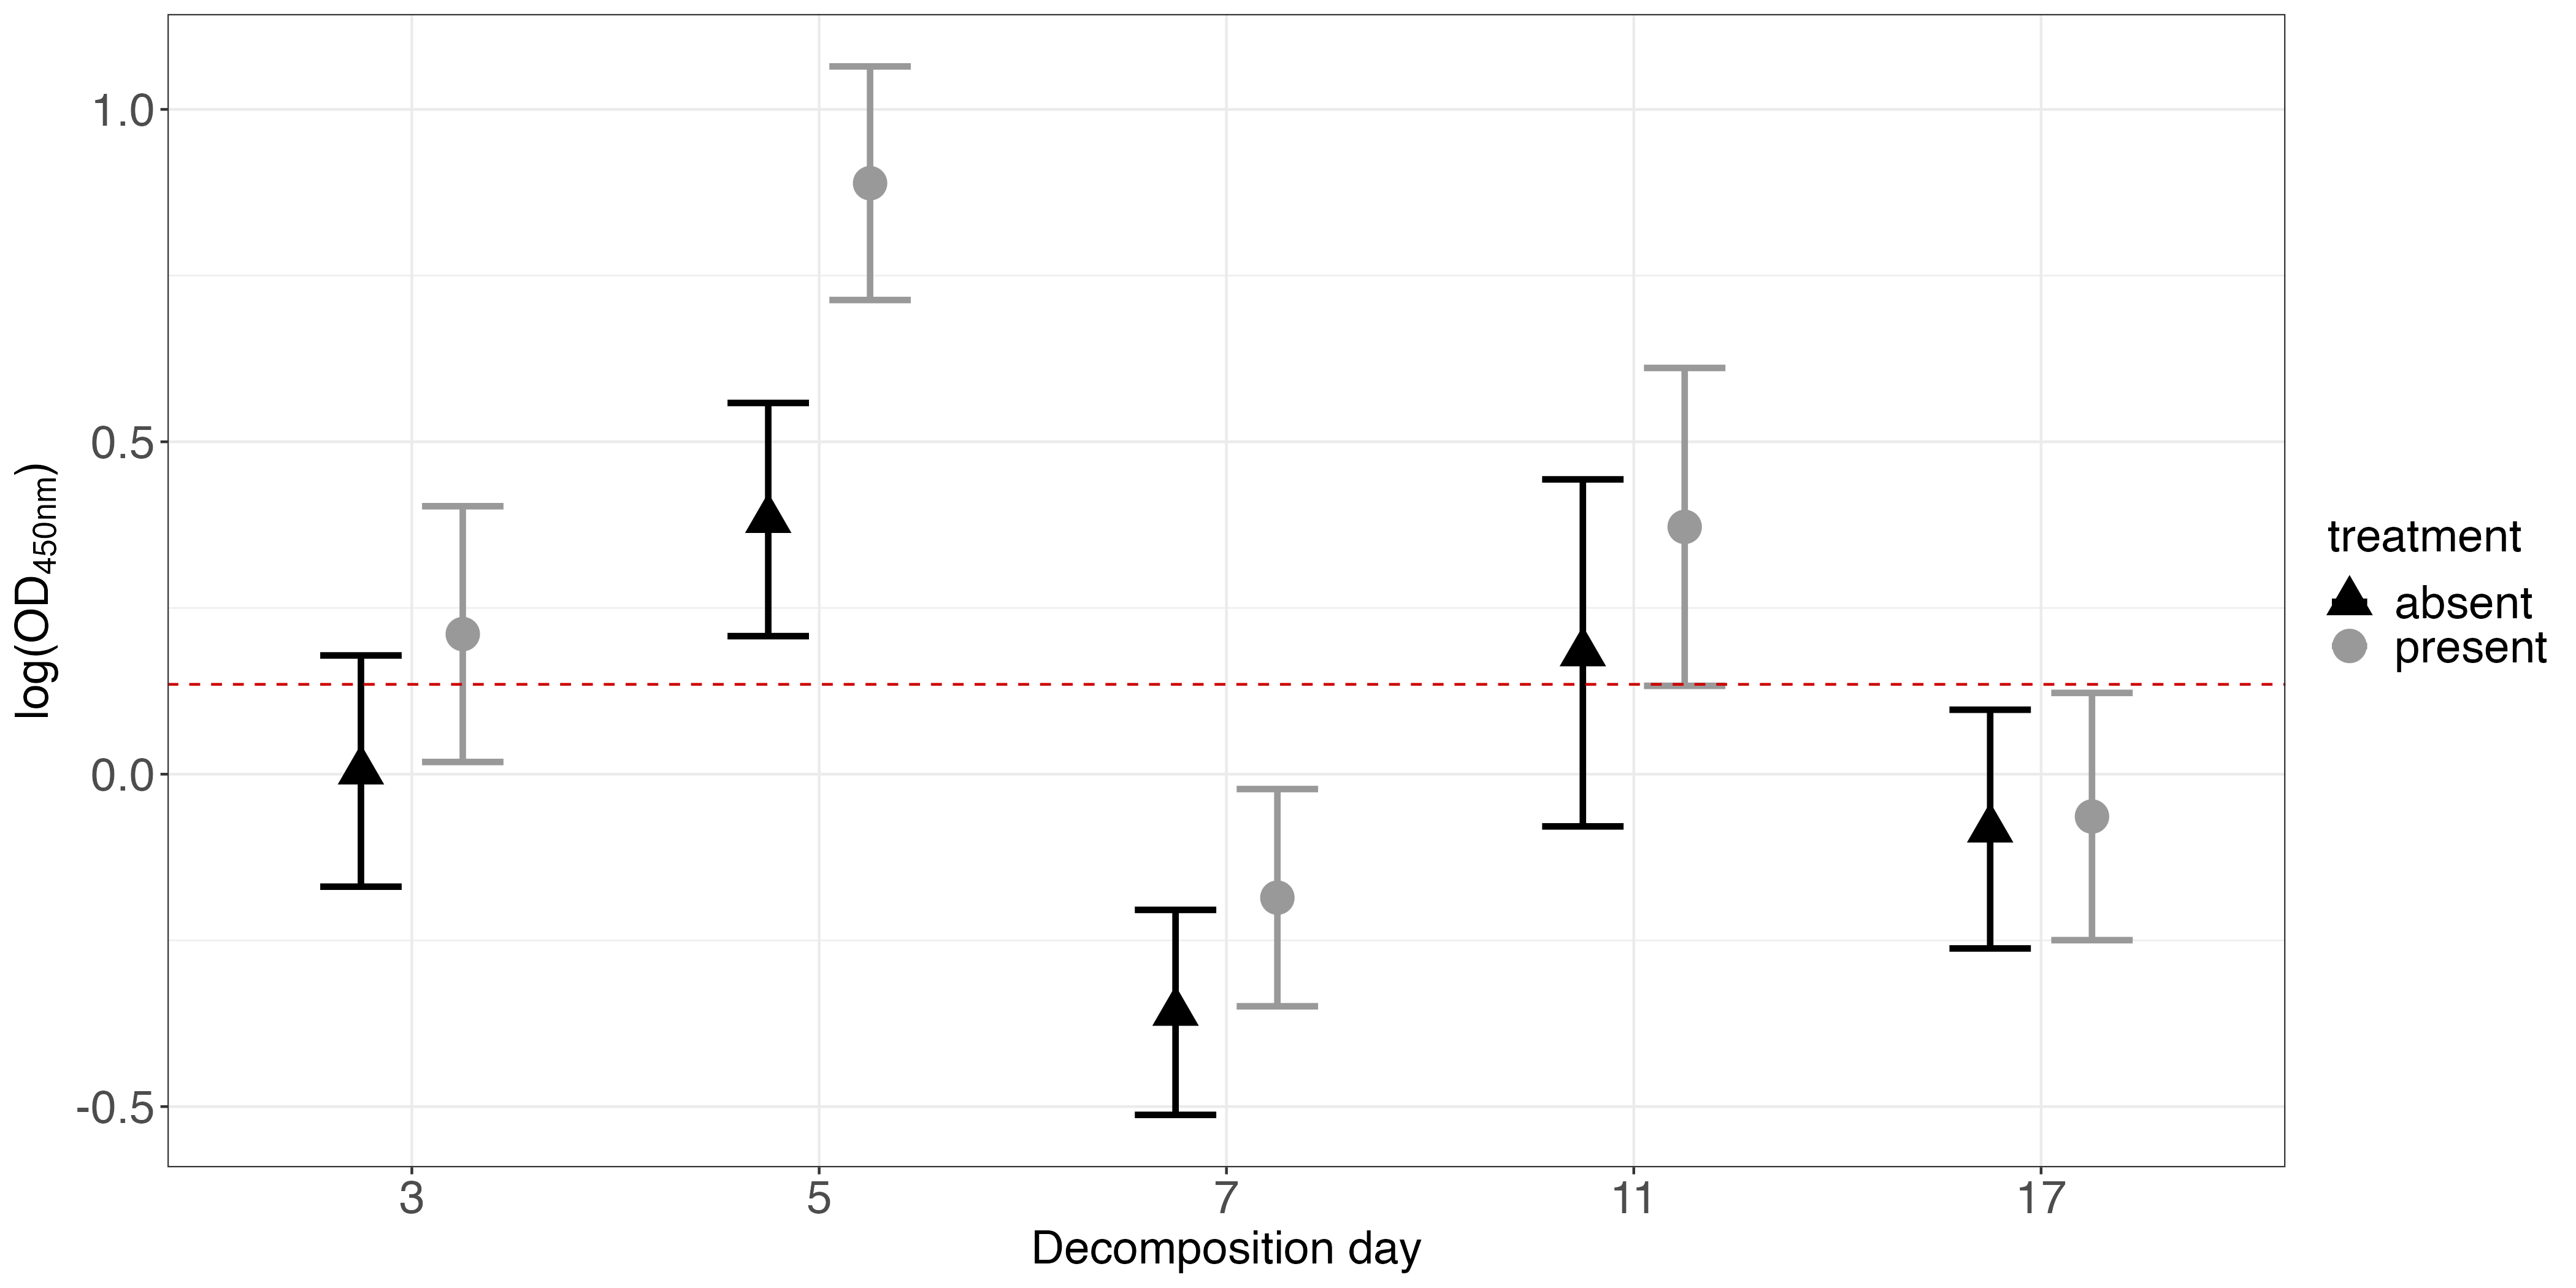 1.0
0.5
0.0
-0.5
log(OD450nm)
3 5 7 11 17
Decomposition day
treatment
absent
present